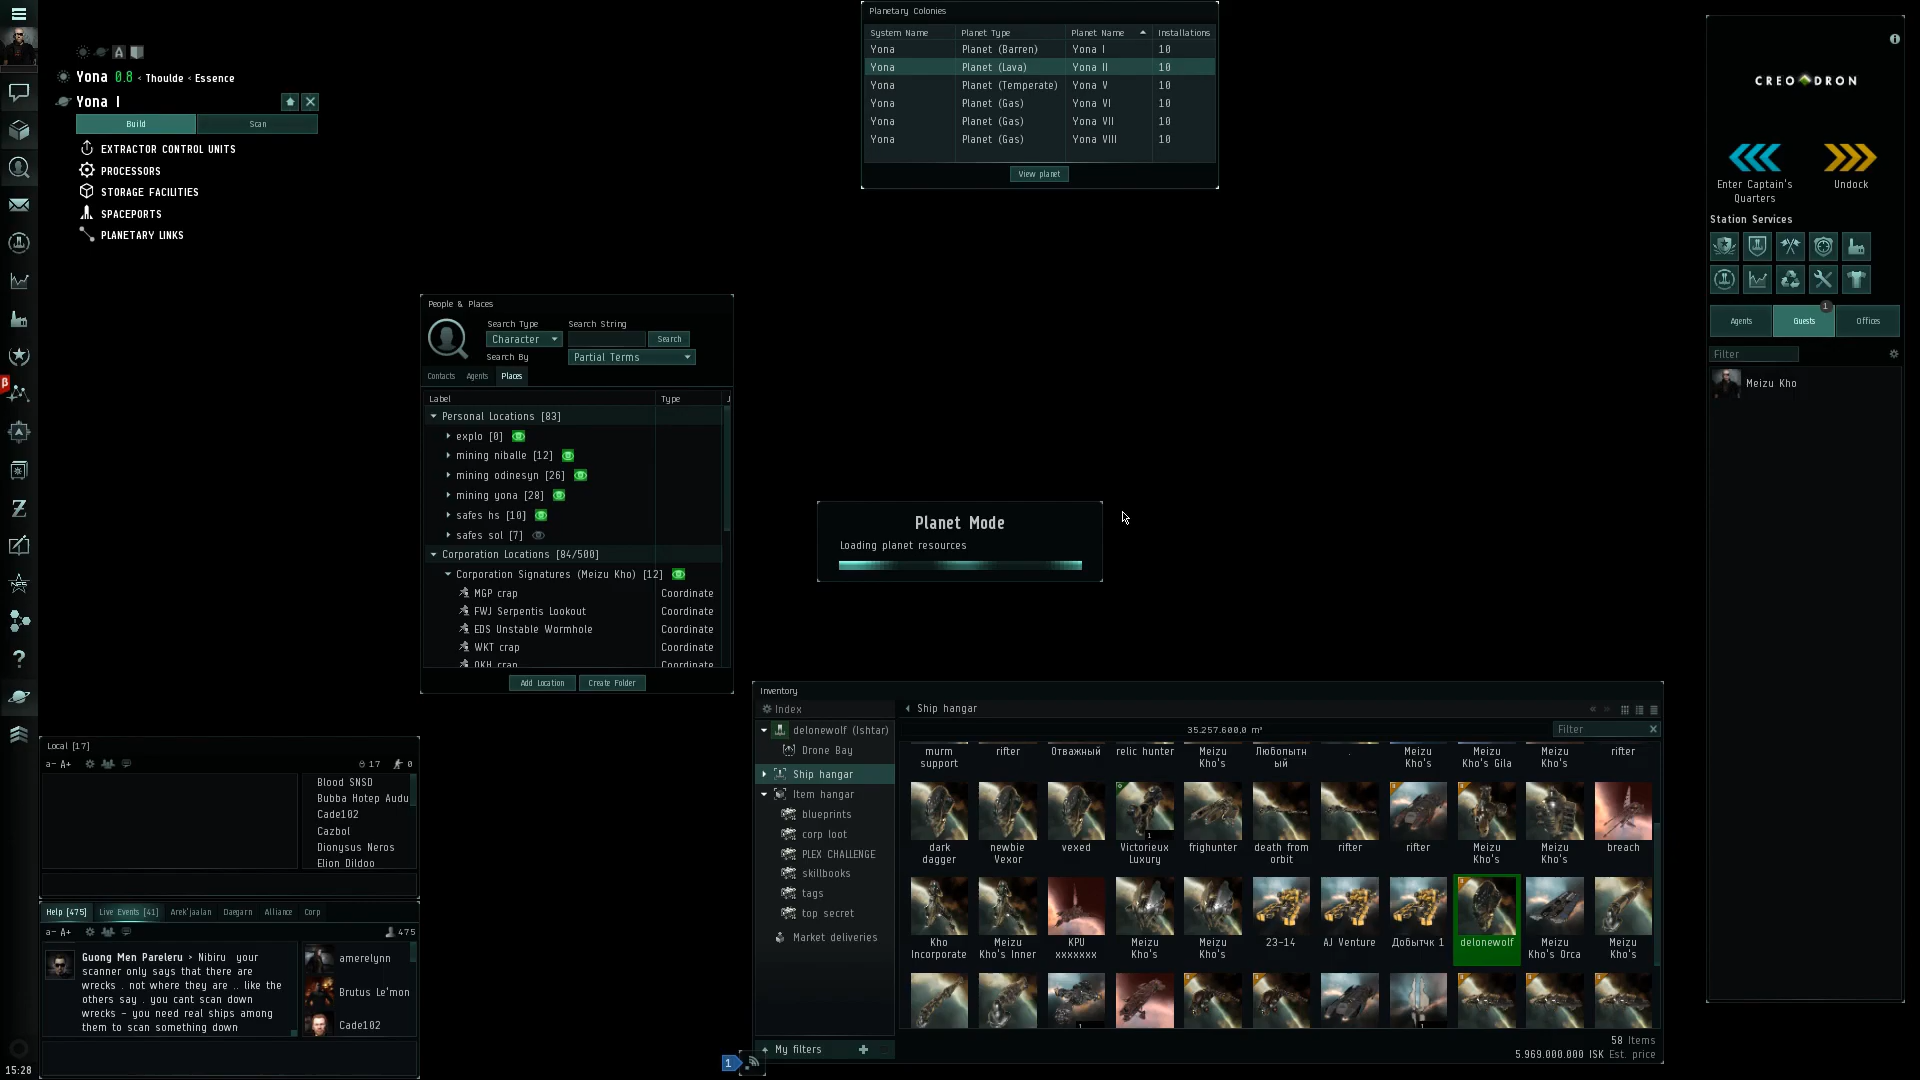 Yona 0.8 < Thoulde < Essence
Yona I
Build
Scan
EXTRACTOR CONTROL UNITS
PROCESSORS
STORAGE FACILITIES
SPACEPORTS
PLANETARY LINKS
Planetary Colonies
System Name Planet Type Planet Name Installations
Yona Planet (Barren) Yona I 10
Yona Planet (Lava) Yona II 10
Yona Planet (Temperate) Yona V 10
Yona Planet (Gas) Yona VI 10
Yona Planet (Gas) Yona VII 10
Yona Planet (Gas) Yona VIII 10
View planet
CREODRON
Enter Captain's
Quarters
Undock
Station Services
1
Agents Guests Offices
Filter
Meizu Kho
People & Places
Search Type Search String
Character Search
Search By Partial Terms
Contacts Agents Places
Label Type J
Personal Locations [83]
explo [0]
mining niballe [12]
mining odinesyn [26]
mining yona [28]
safes hs [10]
safes sol [7]
Corporation Locations [84/500]
Corporation Signatures (Meizu Kho) [12]
MGP crap Coordinate
FWJ Serpentis Lookout Coordinate
EDS Unstable Wormhole Coordinate
WKT crap Coordinate
QKH crap Coordinate
Add Location Create Folder
Planet Mode
Loading planet resources
Inventory
Index
delonewolf (Ishtar)
Drone Bay
Ship hangar
Item hangar
blueprints
corp loot
PLEX CHALLENGE
skillbooks
tags
top secret
Market deliveries
My filters
1
Ship hangar
35.257.600,0 m³
Filter
murm support
rifter
Отважный
relic hunter
Meizu Kho's
Любопытный
.
Meizu Kho's
Meizu Kho's Gila
Meizu Kho's
rifter
dark dagger
newbie Vexor
vexed
1
Victorieux Luxury
frighunter
death from orbit
rifter
rifter
Meizu Kho's
Meizu Kho's
breach
Kho Incorporate
Meizu Kho's Inner
KPU xxxxxxx
Meizu Kho's
Meizu Kho's
23-14
AJ Venture
Добытчк 1
delonewolf
Meizu Kho's Orca
Meizu Kho's
1
1
58 Items
5.969.000.000 ISK Est. price
Local [17]
a- A+
17 0
Blood SNSD
Bubba Hotep Audu
Cade102
Cazbol
Dionysus Neros
Elion Dildoo
Help [475] Live Events [41] Arek'jaalan Daegarn Alliance Corp
a- A+
475
Guong Men Pareleru > Nibiru your
scanner only says that there are
wrecks . not where they are .. like the
others say . you cant scan down
wrecks - you need real ships among
them to scan something down
amerelynn
Brutus Le'mon
Cade102
β
15:28